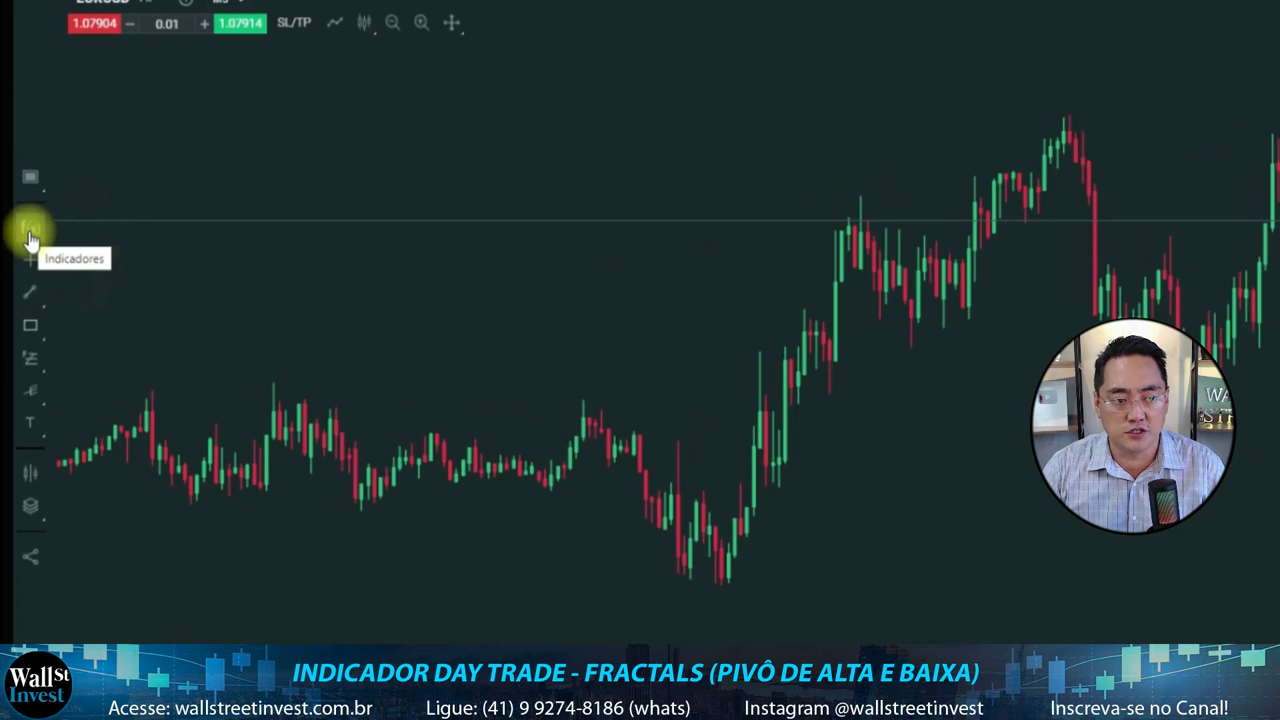 1.07904 − 0.01 + 1.07914 SL/TP
Indicadores
T
WA
INDICADOR DAY TRADE - FRACTALS (PIVÔ DE ALTA E BAIXA)
Wall St
Invest
Acesse: wallstreetinvest.com.br Ligue: (41) 9 9274-8186 (whats) Instagram @wallstreetinvest Inscreva-se no Canal!